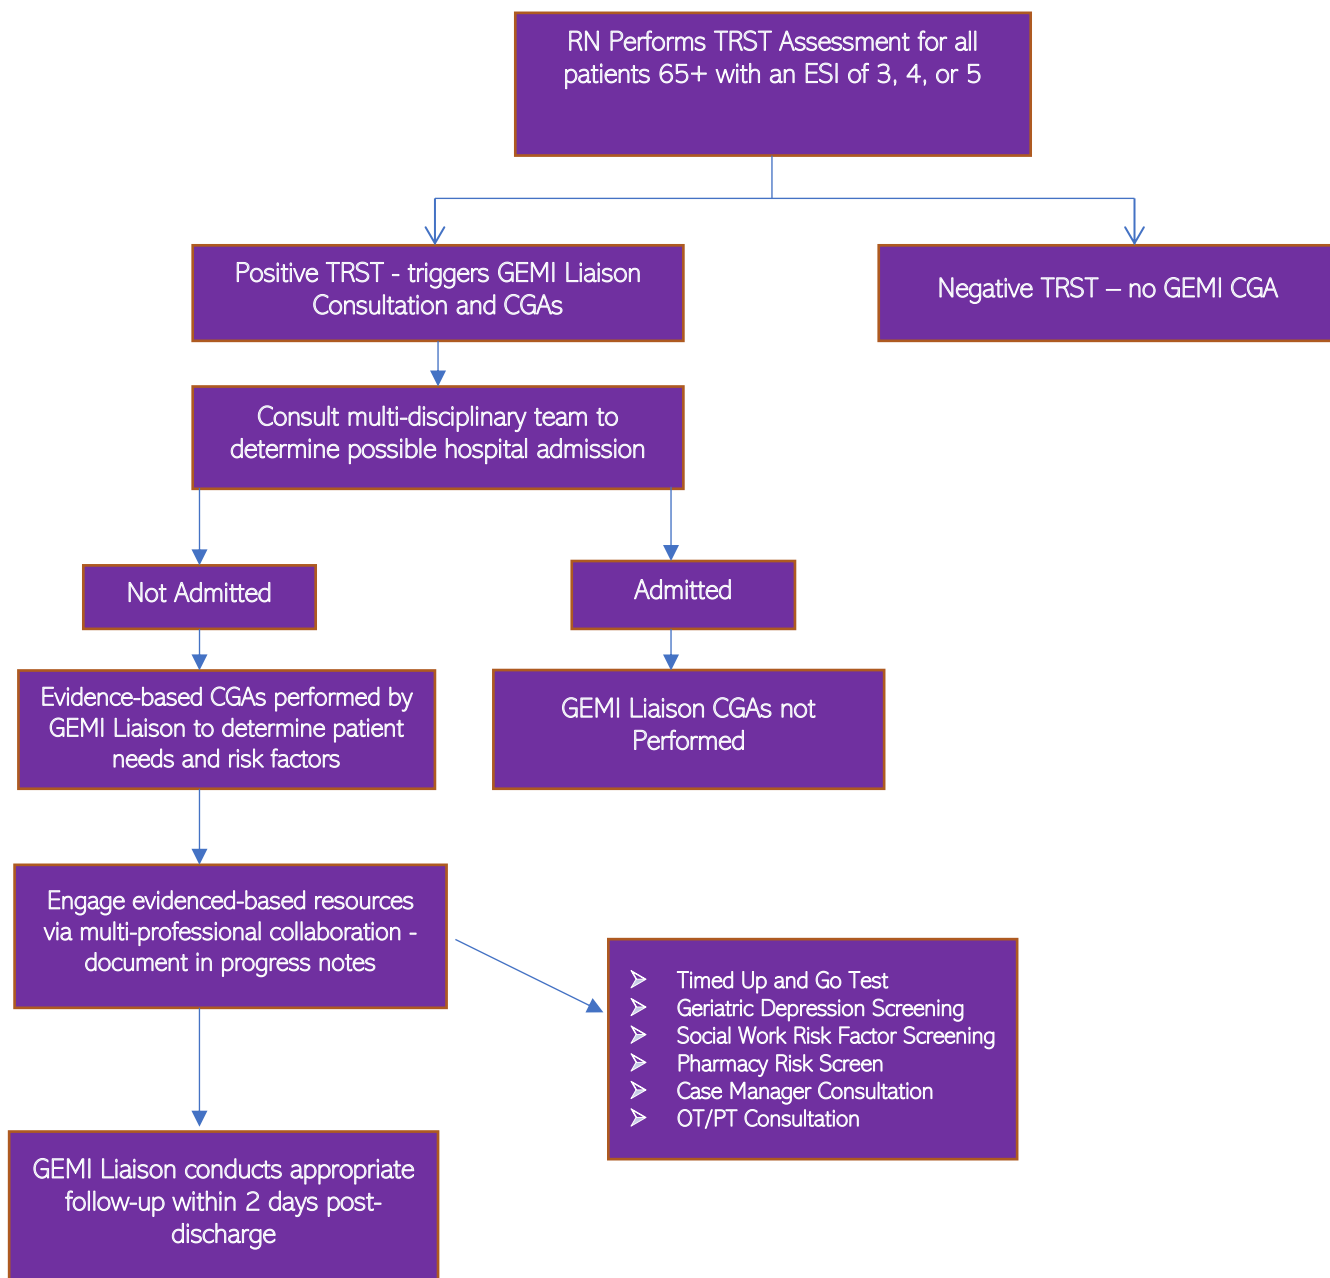 RN Performs TRST Assessment for all
patients 65+ with an ESI of 3, 4, or 5
Positive TRST - triggers GEMI Liaison
Consultation and CGAs
Negative TRST – no GEMI CGA
Consult multi-disciplinary team to
determine possible hospital admission
Not Admitted
Admitted
Evidence-based CGAs performed by
GEMI Liaison to determine patient
needs and risk factors
GEMI Liaison CGAs not
Performed
Engage evidenced-based resources
via multi-professional collaboration -
document in progress notes
➢ Timed Up and Go Test
➢ Geriatric Depression Screening
➢ Social Work Risk Factor Screening
➢ Pharmacy Risk Screen
➢ Case Manager Consultation
➢ OT/PT Consultation
GEMI Liaison conducts appropriate
follow-up within 2 days post-
discharge